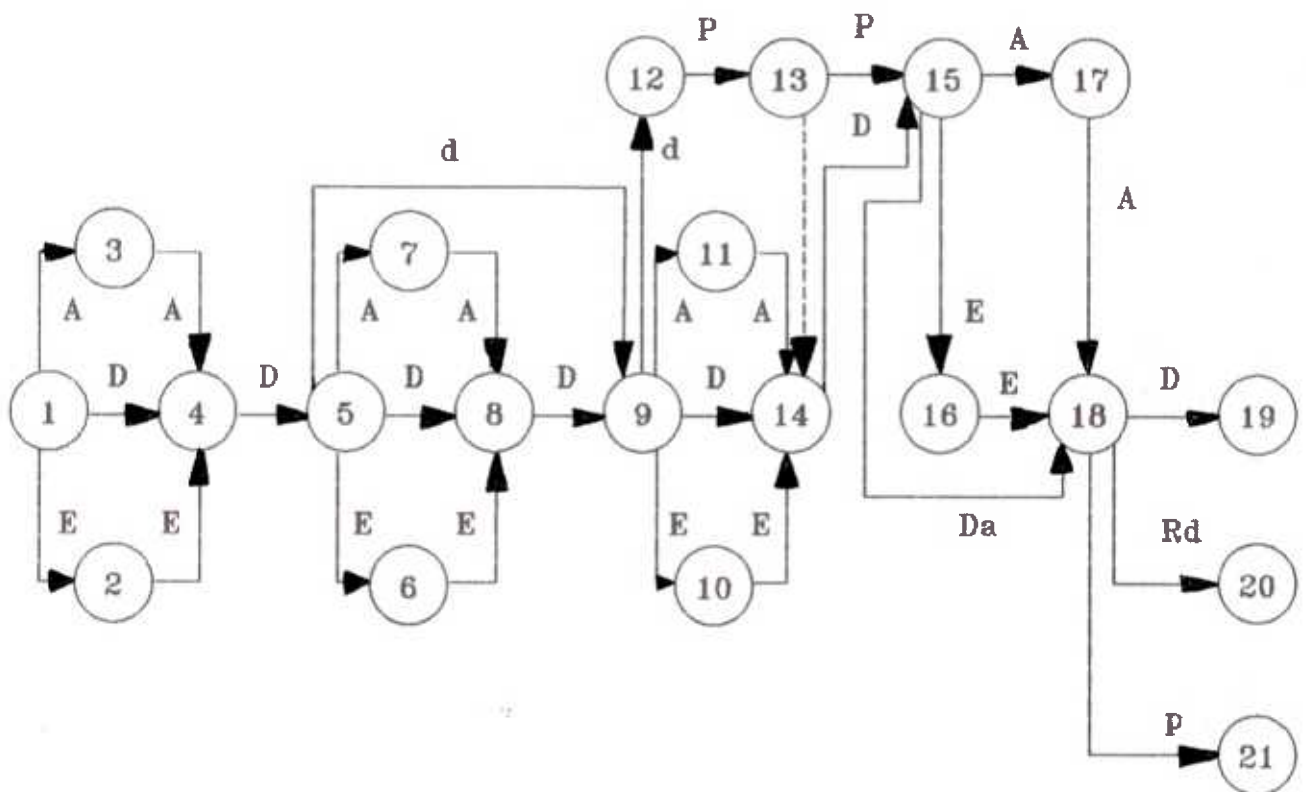 P P A
12 13 15 17
d d D
A
3 7 11
A A A A A A E
D D D D D E D
1 4 5 8 9 14 16 18 19
E E E E E E Da Rd
2 6 10 20
p
21